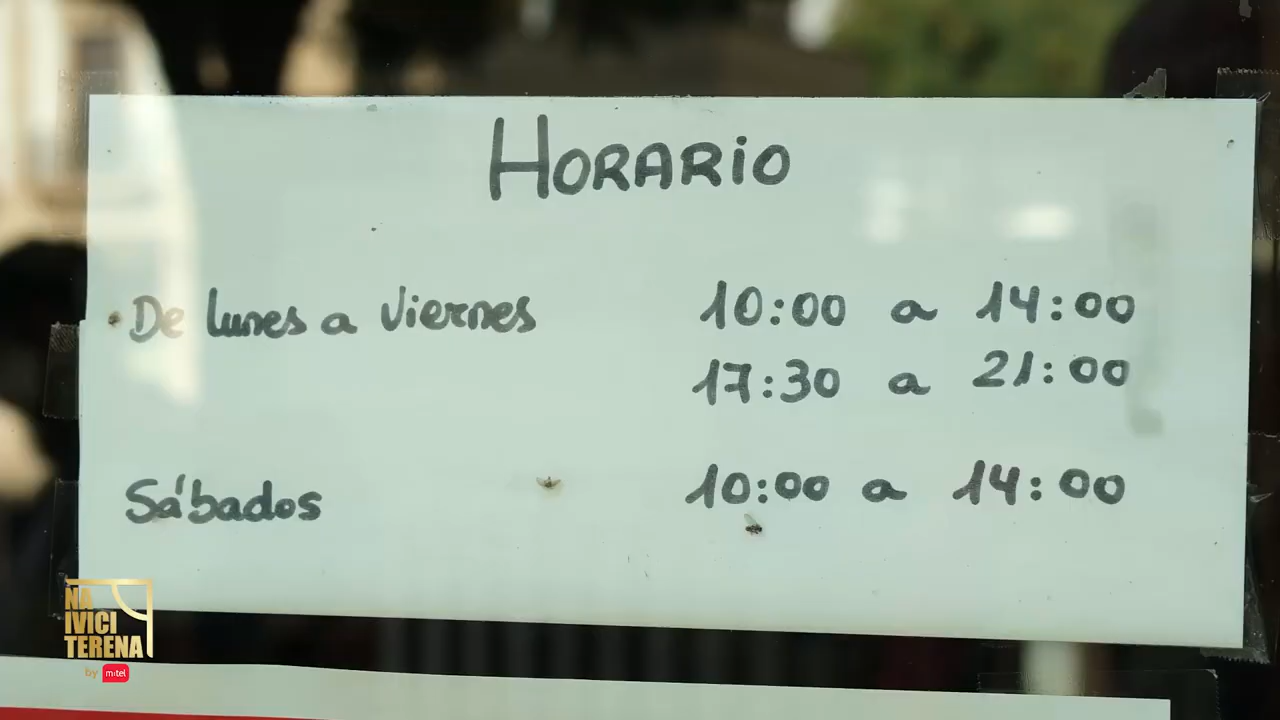 HORARIO
De lunes a viernes 10:00 a 14:00
17:30 a 21:00
Sábados 10:00 a 14:00
NA
IVICI
TERENA
by m:tel